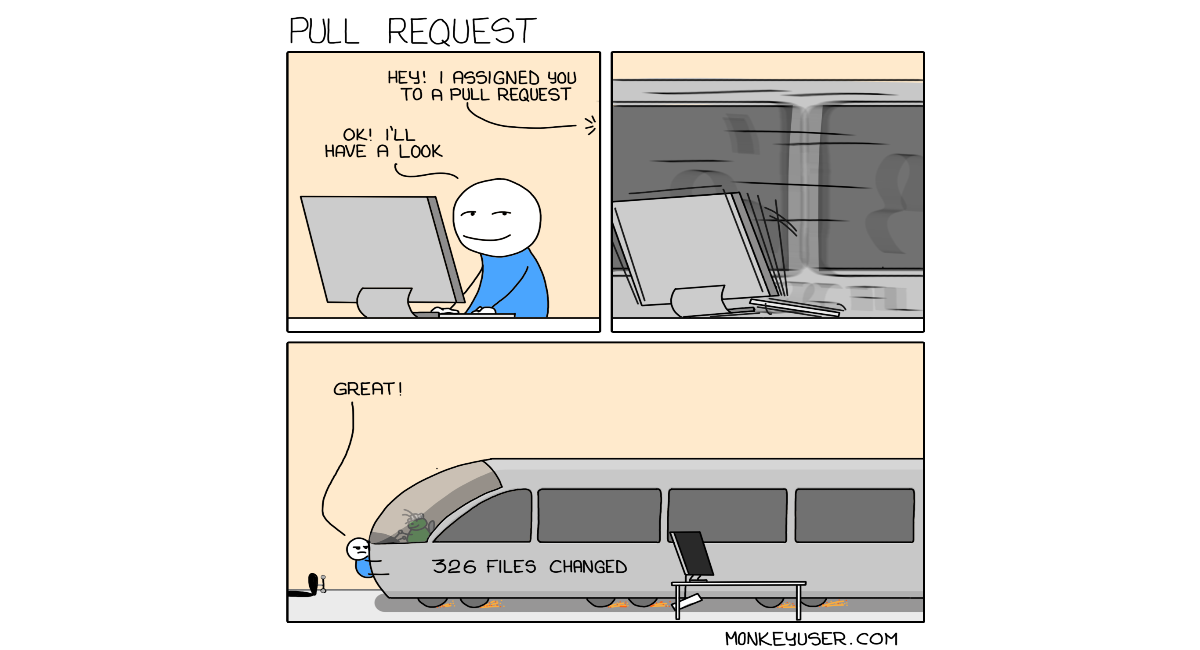 PULL REQUEST
HEY! I ASSIGNED YOU
TO A PULL REQUEST
OK! I'LL
HAVE A LOOK
GREAT!
326 FILES CHANGED
MONKEYUSER.COM